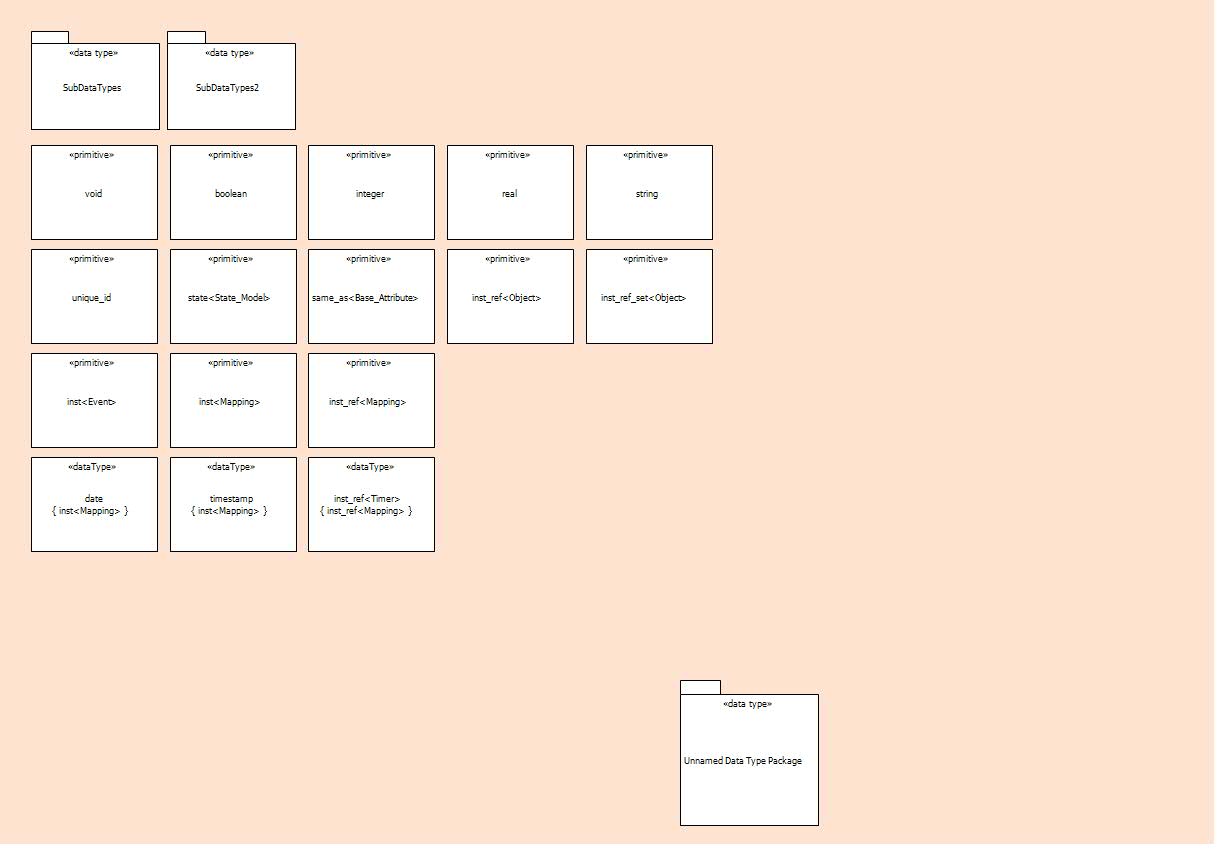 «data type» «data type»
SubDataTypes SubDataTypes2
«primitive» «primitive» «primitive» «primitive» «primitive»
void boolean integer real string
«primitive» «primitive» «primitive» «primitive» «primitive»
unique_id state<State_Model> same_as<Base_Attribute> inst_ref<Object> inst_ref_set<Object>
«primitive» «primitive» «primitive»
inst<Event> inst<Mapping> inst_ref<Mapping>
«dataType» «dataType» «dataType»
date timestamp inst_ref<Timer>
{ inst<Mapping> } { inst<Mapping> } { inst_ref<Mapping> }
«data type»
Unnamed Data Type Package